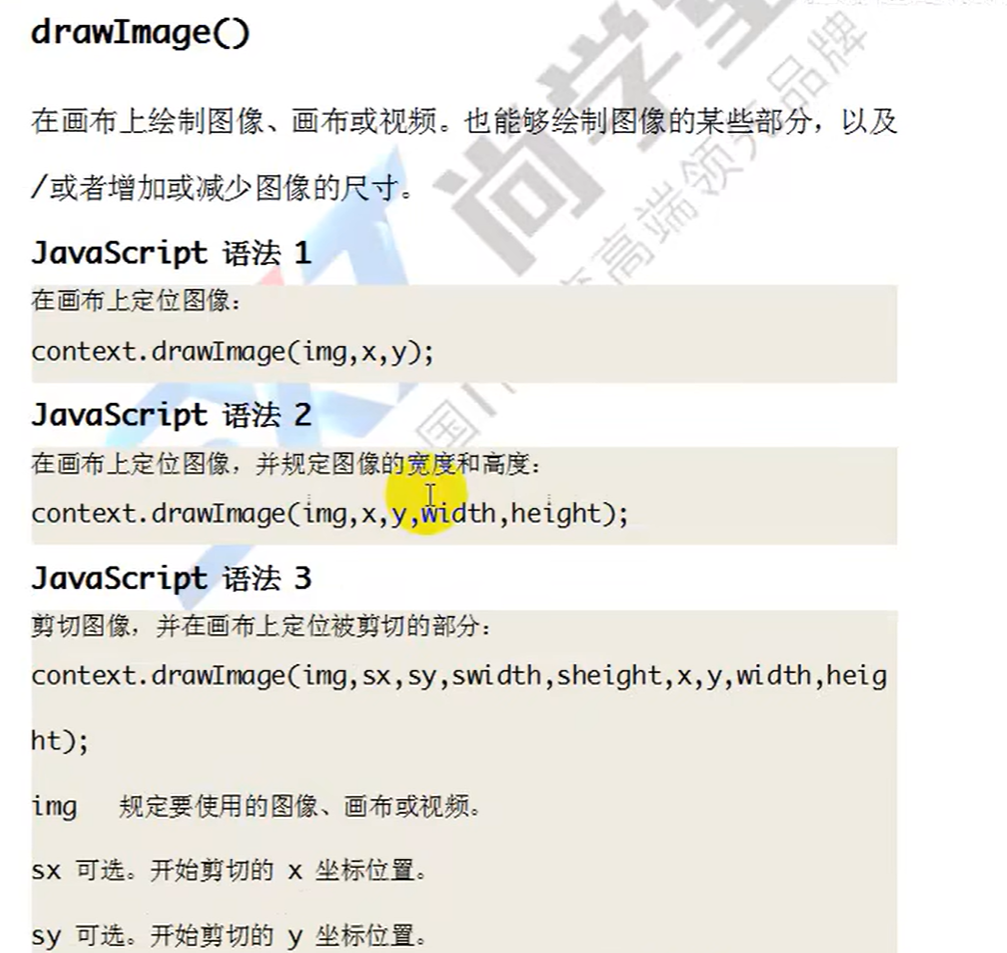 drawImage()
在画布上绘制图像、画布或视频。也能够绘制图像的某些部分，以及
/或者增加或减少图像的尺寸。
JavaScript 语法 1
在画布上定位图像：
context.drawImage(img,x,y);
JavaScript 语法 2
在画布上定位图像，并规定图像的宽度和高度：
context.drawImage(img,x,y,width,height);
JavaScript 语法 3
剪切图像，并在画布上定位被剪切的部分：
context.drawImage(img,sx,sy,swidth,sheight,x,y,width,heig
ht);
img 规定要使用的图像、画布或视频。
sx 可选。开始剪切的 x 坐标位置。
sy 可选。开始剪切的 y 坐标位置。
尚学
高端领先品牌
国IT